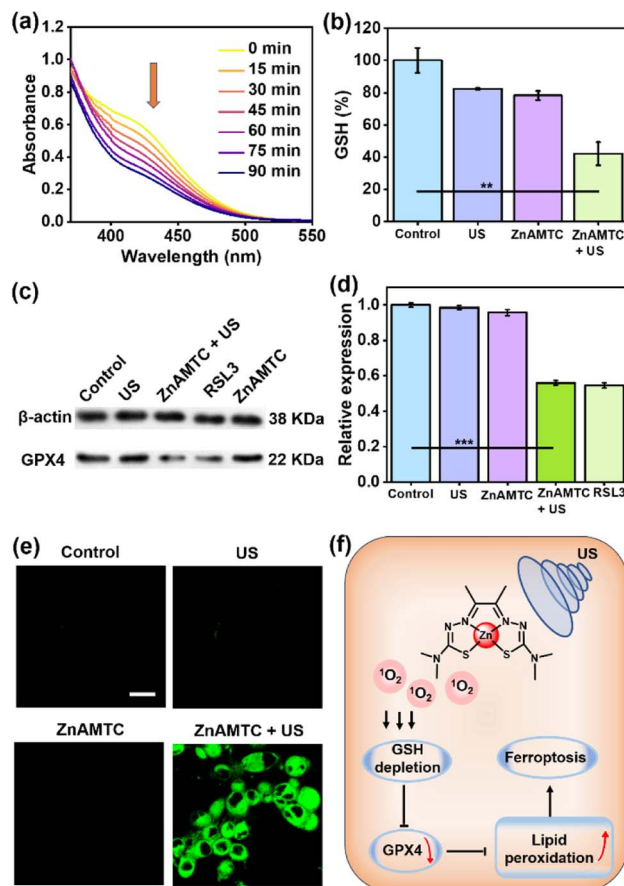 (a)
1.2
1.0
0.8
0.6
0.4
0.2
0.0
Absorbance
400
450
500
550
Wavelength (nm)
0 min
15 min
30 min
45 min
60 min
75 min
90 min
(b)
120
100
80
60
40
20
0
GSH (%)
**
Control
US
ZnAMTC
ZnAMTC
+ US
(c)
Control
US
ZnAMTC + US
RSL3
ZnAMTC
β-actin
38 KDa
GPX4
22 KDa
(d)
1.0
0.8
0.6
0.4
0.2
0.0
Relative expression
***
Control
US
ZnAMTC
ZnAMTC
+ US
RSL3
(e)
Control
US
ZnAMTC
ZnAMTC + US
(f)
US
N
N
N
N
Zn
N
S
S
N
¹O₂
¹O₂
¹O₂
GSH
depletion
Ferroptosis
GPX4
Lipid
peroxidation